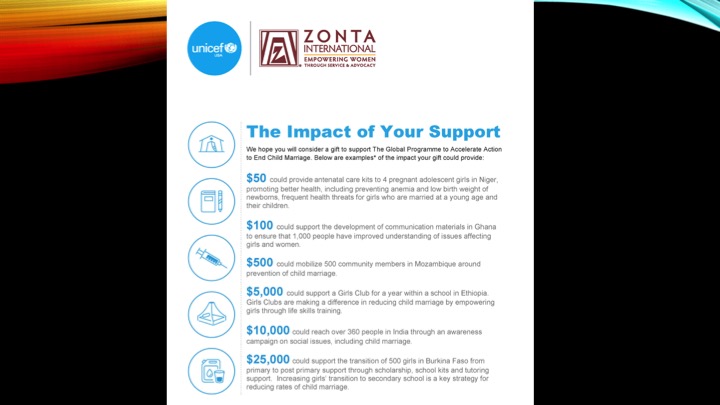 unicef
USA
ZONTA
INTERNATIONAL
EMPOWERING WOMEN
THROUGH SERVICE & ADVOCACY
The Impact of Your Support
We hope you will consider a gift to support The Global Programme to Accelerate Action
to End Child Marriage. Below are examples* of the impact your gift could provide:
$50 could provide antenatal care kits to 4 pregnant adolescent girls in Niger,
promoting better health, including preventing anemia and low birth weight of
newborns, frequent health threats for girls who are married at a young age and
their children.
$100 could support the development of communication materials in Ghana
to ensure that 1,000 people have improved understanding of issues affecting
girls and women.
$500 could mobilize 500 community members in Mozambique around
prevention of child marriage.
$5,000 could support a Girls Club for a year within a school in Ethiopia.
Girls Clubs are making a difference in reducing child marriage by empowering
girls through life skills training.
$10,000 could reach over 360 people in India through an awareness
campaign on social issues, including child marriage.
$25,000 could support the transition of 500 girls in Burkina Faso from
primary to post primary support through scholarship, school kits and tutoring
support. Increasing girls' transition to secondary school is a key strategy for
reducing rates of child marriage.